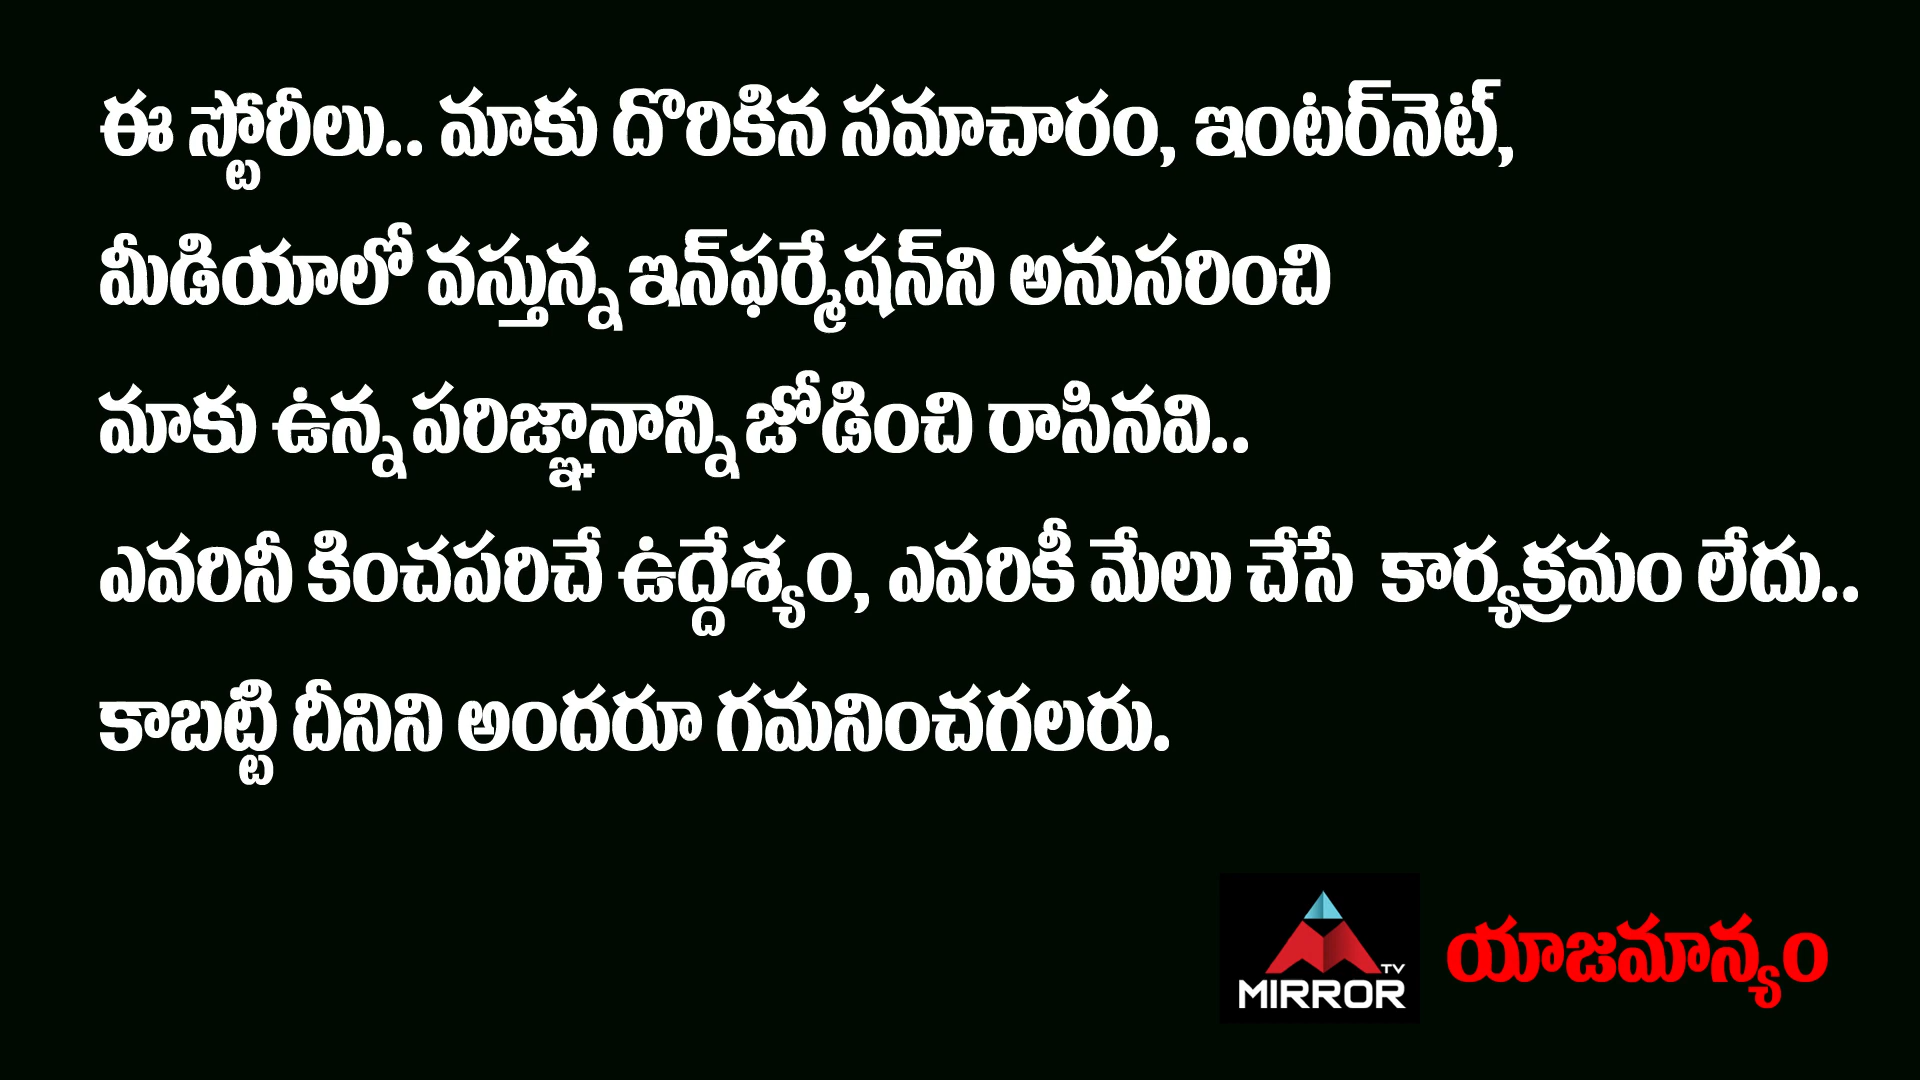 ఈ స్టోరీలు.. మాకు దొరికిన సమాచారం, ఇంటర్‌నెట్,
మీడియాలో వస్తున్న ఇన్‌ఫర్మేషన్‌ని అనుసరించి
మాకు ఉన్న పరిజ్ఞానాన్ని జోడించి రాసినవి..
ఎవరినీ కించపరిచే ఉద్దేశ్యం, ఎవరికీ మేలు చేసే కార్యక్రమం లేదు..
కాబట్టి దీనిని అందరూ గమనించగలరు.
TV
MIRROR
యాజమాన్యం